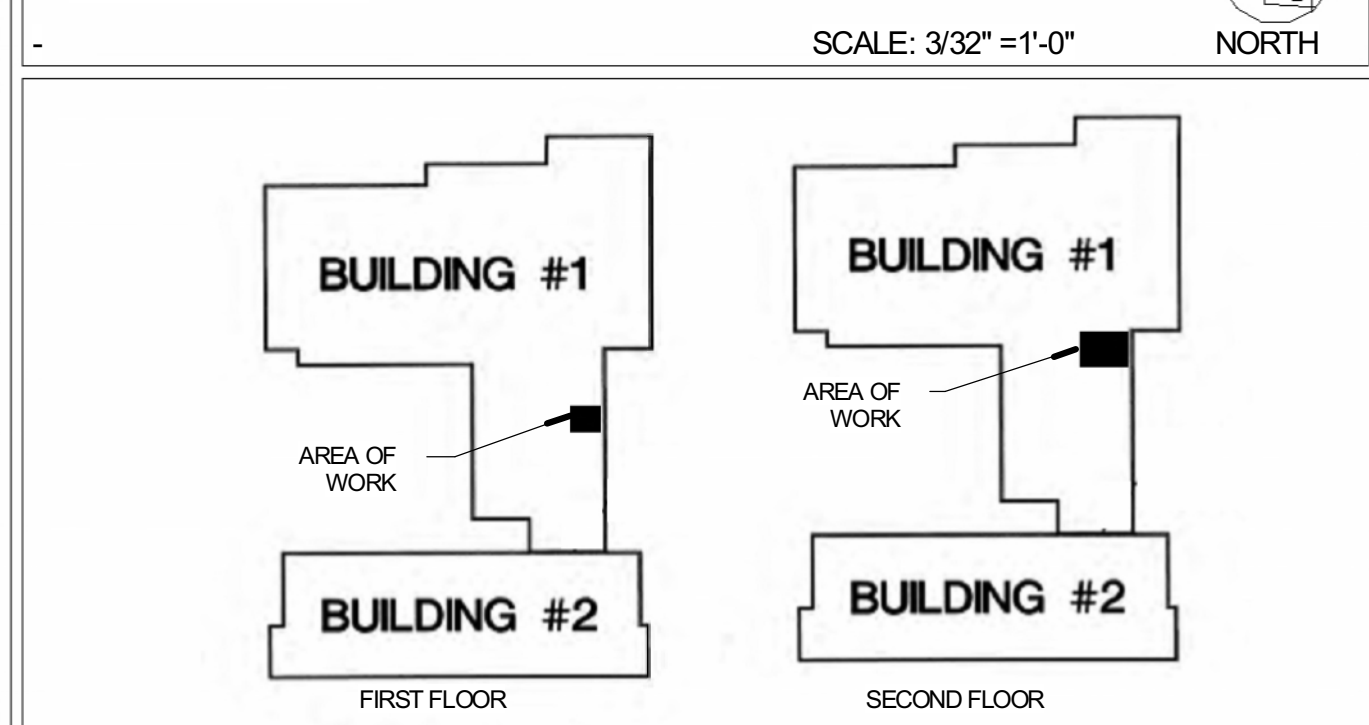 -
SCALE: 3/32" =1'-0"
NORTH
BUILDING #1
AREA OF
WORK
BUILDING #2
FIRST FLOOR
BUILDING #1
AREA OF
WORK
BUILDING #2
SECOND FLOOR